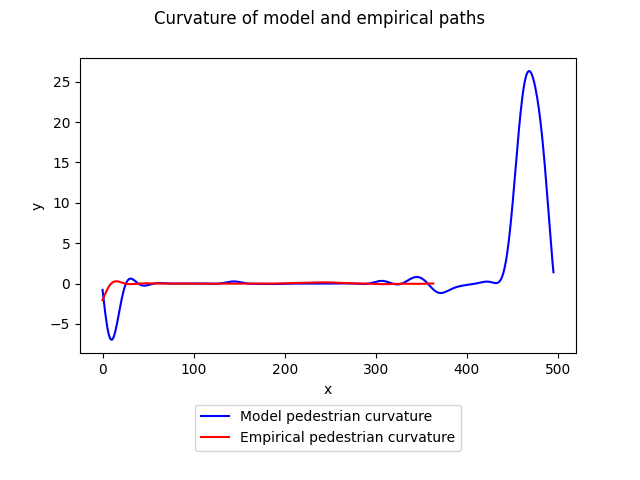 Curvature of model and empirical paths
25
20
15
10
5
0
−5
y
0 100 200 300 400 500
x
Model pedestrian curvature
Empirical pedestrian curvature